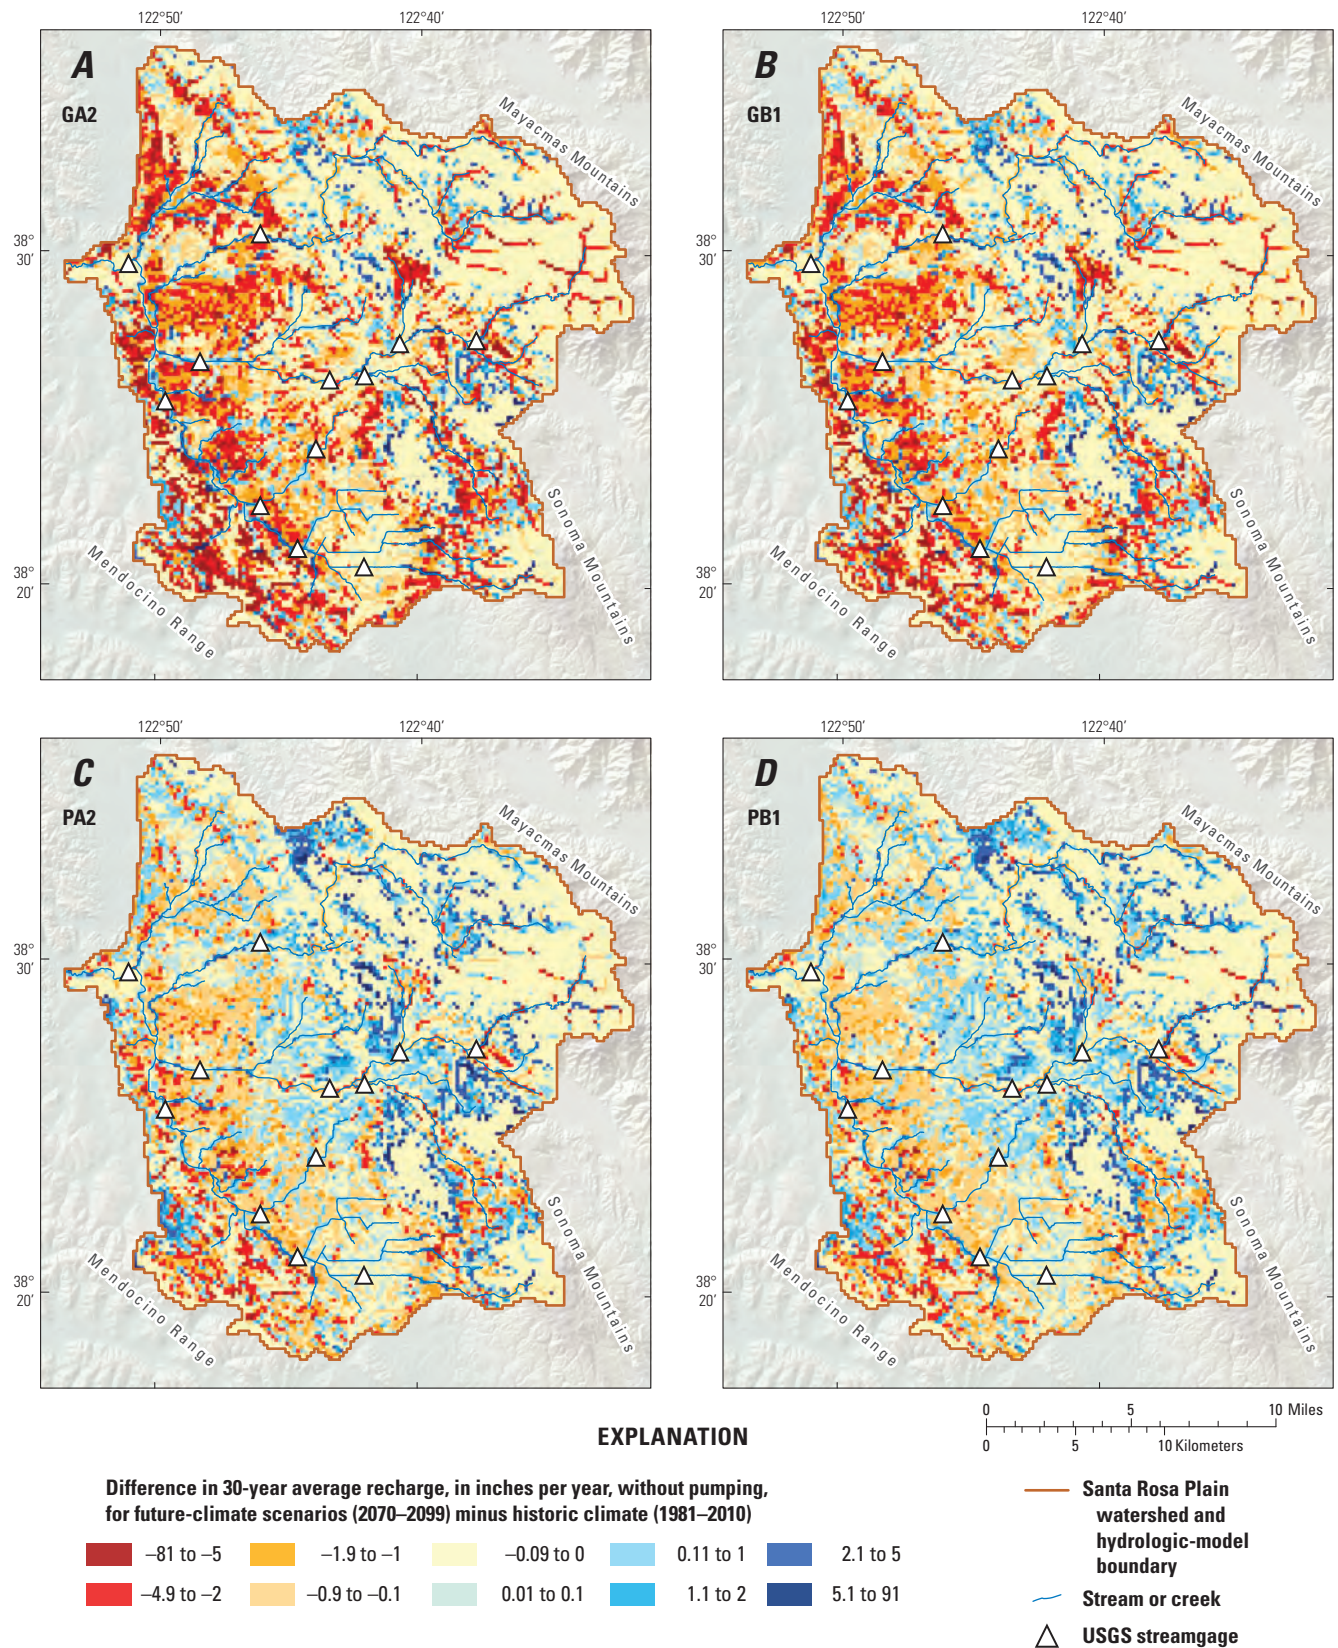 122°50′
122°40′
122°50′
122°40′
A
GA2
Mayacmas Mountains
38°
30′
38°
20′
Mendocino Range
Sonoma Mountains
B
GB1
Mayacmas Mountains
38°
30′
38°
20′
Mendocino Range
Sonoma Mountains
122°50′
122°40′
122°50′
122°40′
C
PA2
Mayacmas Mountains
38°
30′
38°
20′
Mendocino Range
Sonoma Mountains
D
PB1
Mayacmas Mountains
38°
30′
38°
20′
Mendocino Range
Sonoma Mountains
0 5 10 Miles
0 5 10 Kilometers
EXPLANATION
Difference in 30-year average recharge, in inches per year, without pumping,
for future-climate scenarios (2070–2099) minus historic climate (1981–2010)
–81 to –5
–1.9 to –1
–0.09 to 0
0.11 to 1
2.1 to 5
–4.9 to –2
–0.9 to –0.1
0.01 to 0.1
1.1 to 2
5.1 to 91
Santa Rosa Plain
watershed and
hydrologic-model
boundary
Stream or creek
USGS streamgage